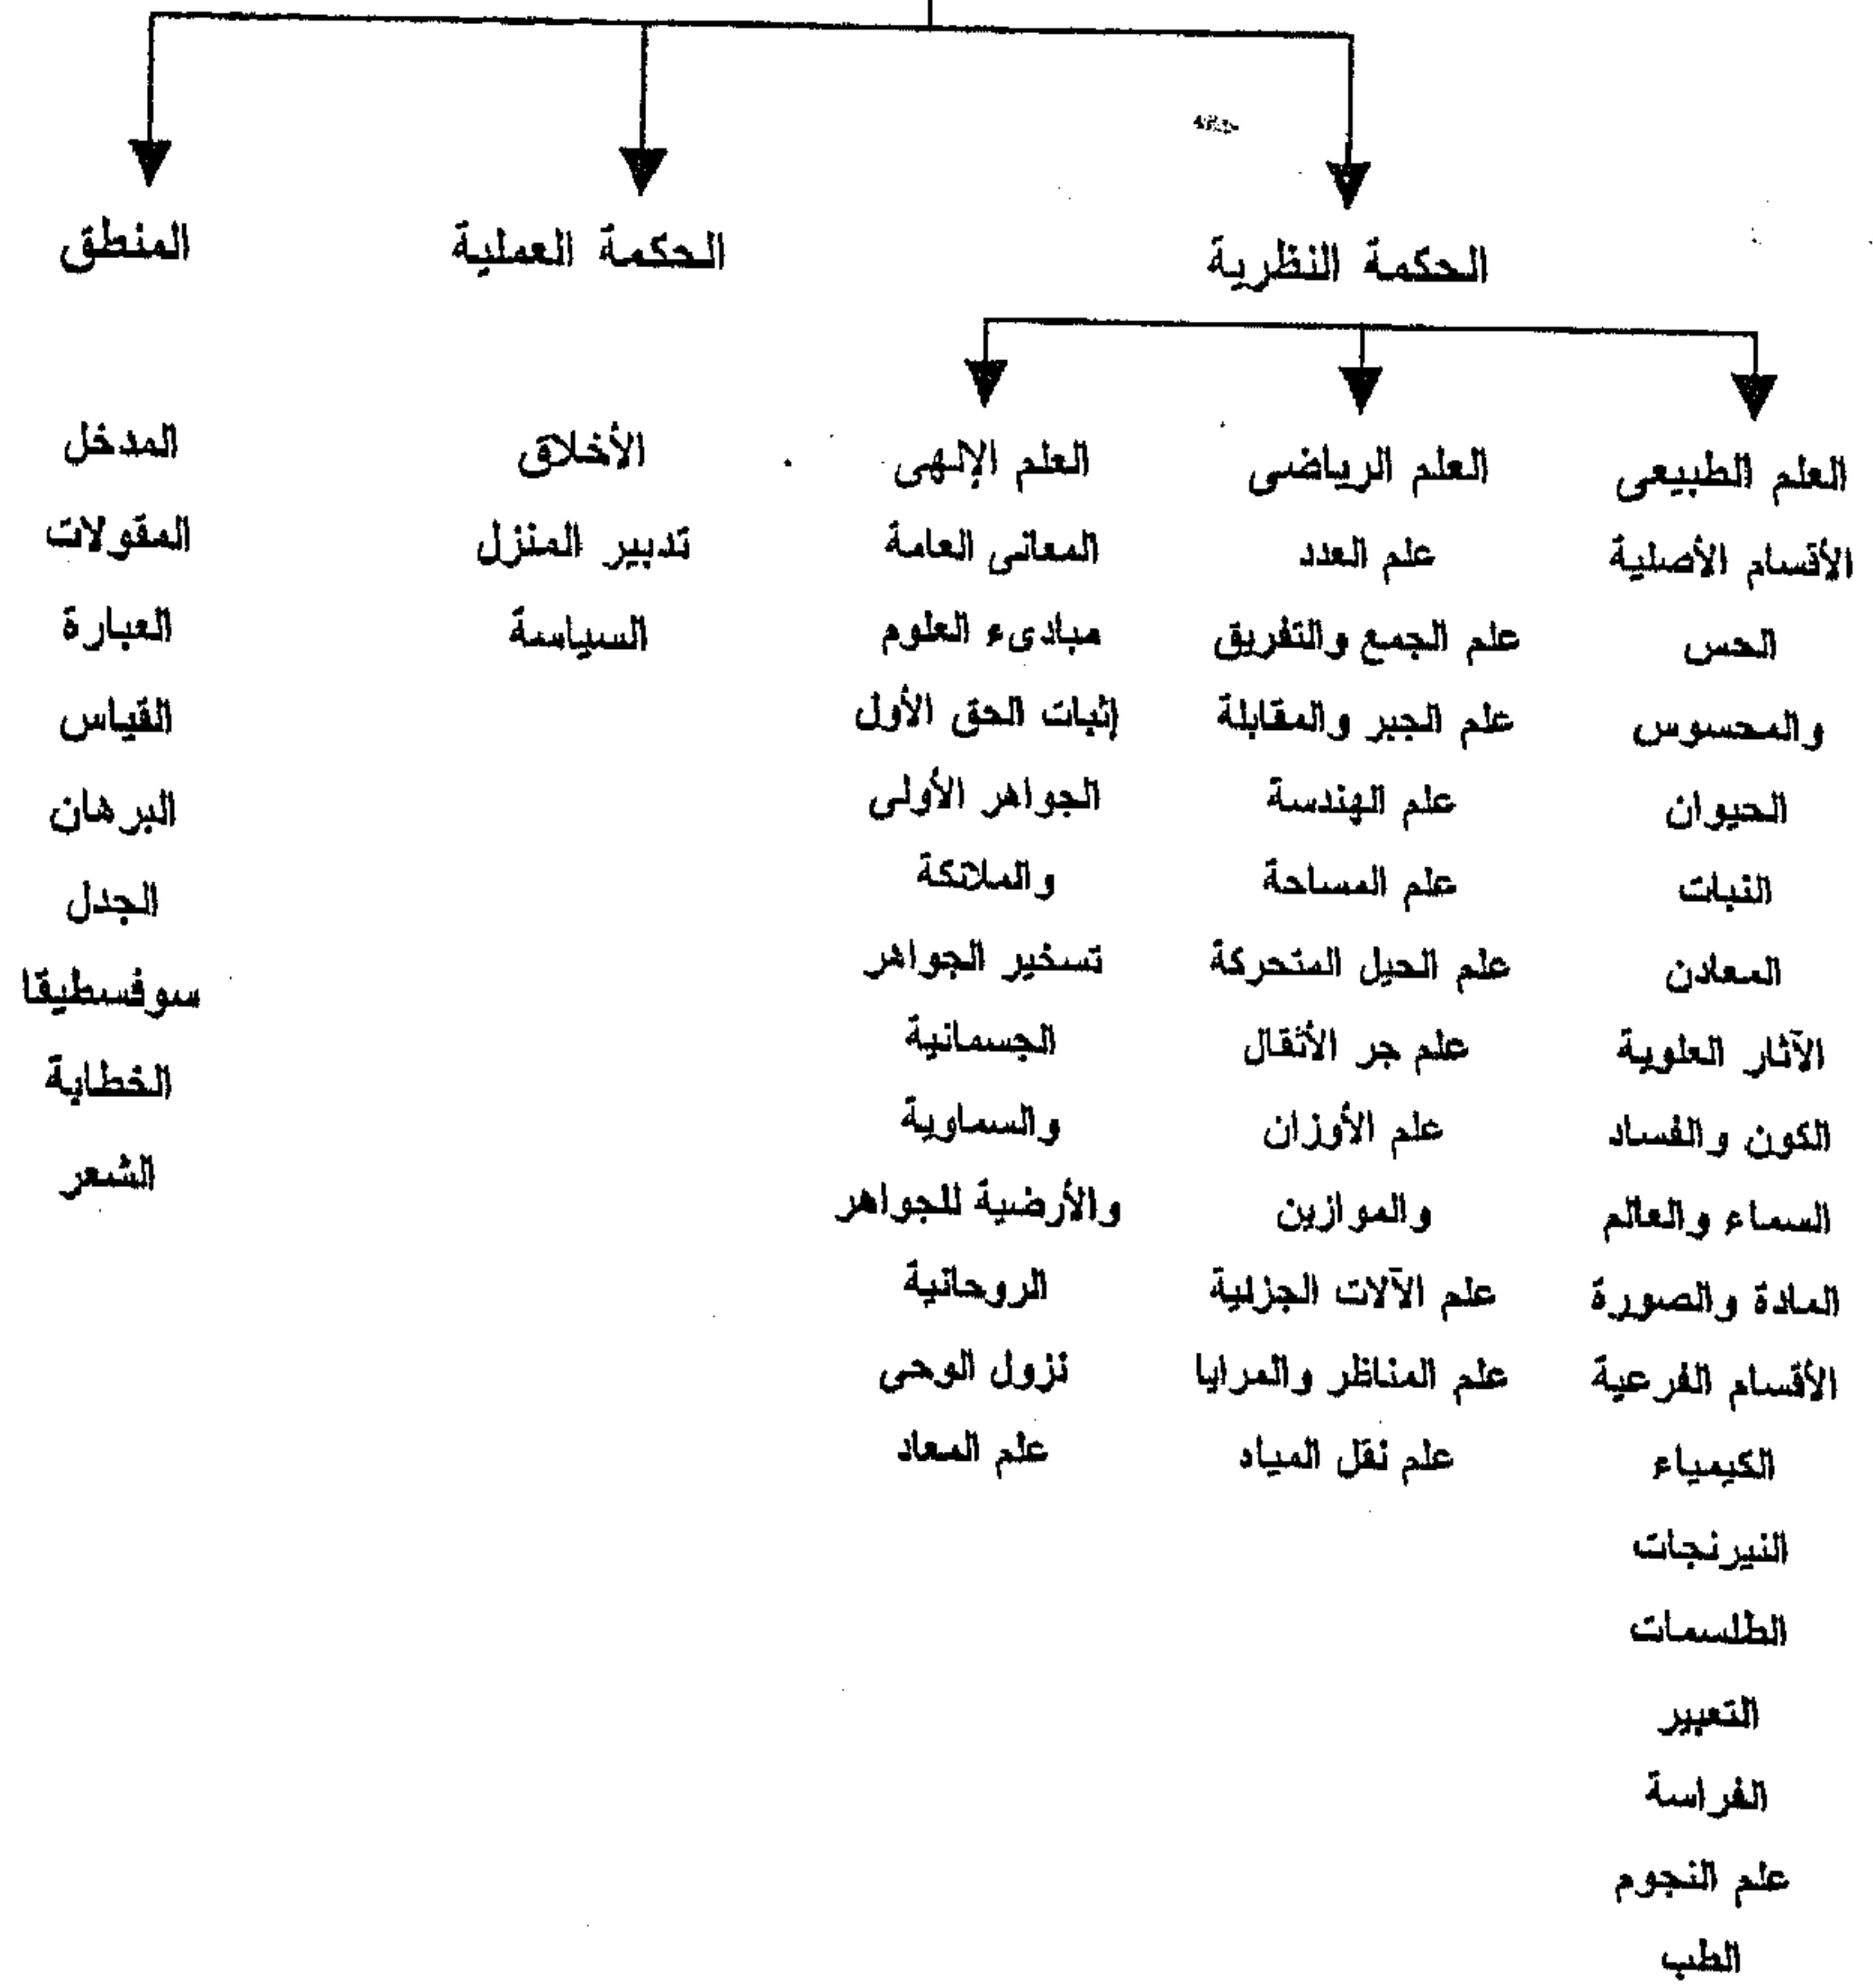 الحكمة النظرية
الحكمة العملية
المنطق
العلم الطبيعى
الأقسام الأصلية
الحس
والمحسوس
الحيوان
النبات
المعادن
الآثار العلوية
الكون والفساد
السماء والعالم
المادة والصورة
الأقسام الفرعية
الكيمياء
النيرنجات
الطلسمات
التعبير
الفراسة
علم النجوم
الطب
العلم الرياضى
علم العدد
علم الجمع والتفريق
علم الجبر والمقابلة
علم الهندسة
علم المساحة
علم الحيل المتحركة
علم جر الأثقال
علم الأوزان
والموازين
علم الآلات الجزئية
علم المناظر والمرايا
علم نقل المياه
العلم الإلهى
المعانى العامة
مبادىء العلوم
إثبات الحق الأول
الجواهر الأولى
والملائكة
تسخير الجواهر
الجسمانية
والسماوية
والأرضية للجواهر
الروحانية
نزول الوحى
علم المعاد
الأخلاق
تدبير المنزل
السياسة
المدخل
المقولات
العبارة
القياس
البرهان
الجدل
سوفسطيقا
الخطابة
الشعر